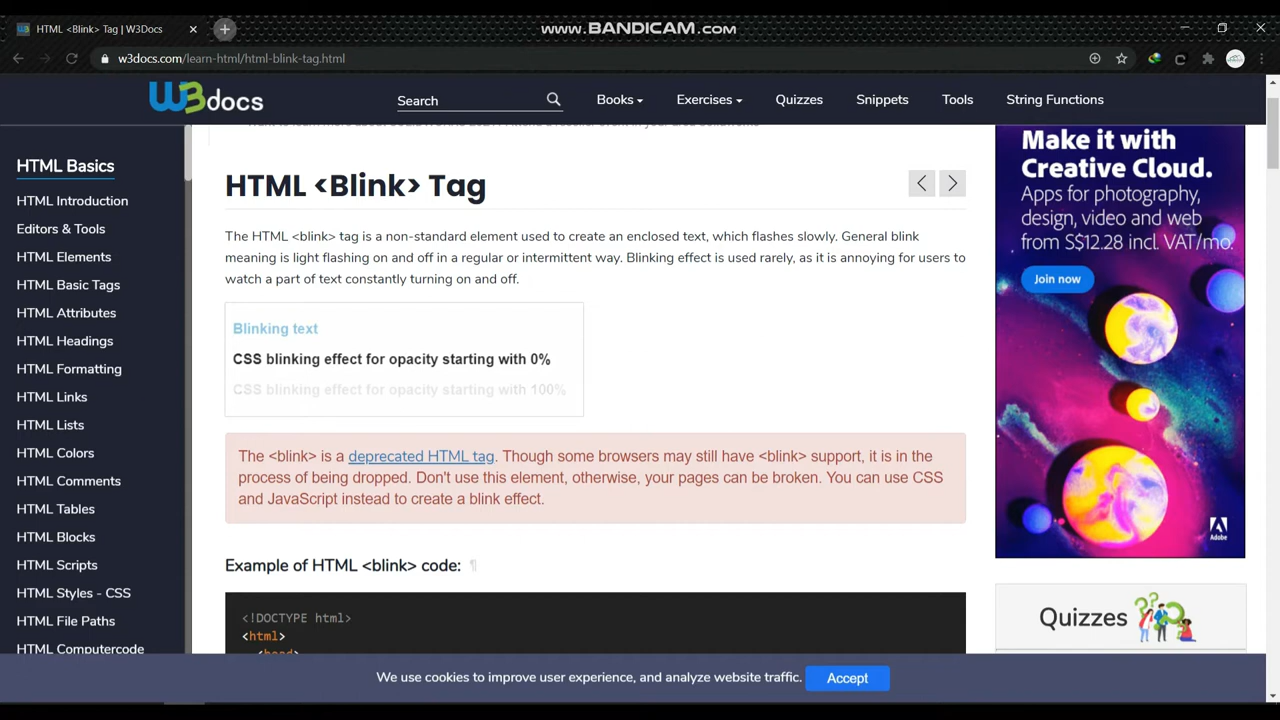 HTML <Blink> Tag | W3Docs
www.BANDICAM.com
w3docs.com/learn-html/html-blink-tag.html
W3docs
Search
Books
Exercises
Quizzes
Snippets
Tools
String Functions
HTML Basics
HTML Introduction
Editors & Tools
HTML Elements
HTML Basic Tags
HTML Attributes
HTML Headings
HTML Formatting
HTML Links
HTML Lists
HTML Colors
HTML Comments
HTML Tables
HTML Blocks
HTML Scripts
HTML Styles - CSS
HTML File Paths
HTML Computercode
HTML <Blink> Tag
The HTML <blink> tag is a non-standard element used to create an enclosed text, which flashes slowly. General blink
meaning is light flashing on and off in a regular or intermittent way. Blinking effect is used rarely, as it is annoying for users to
watch a part of text constantly turning on and off.
Blinking text
CSS blinking effect for opacity starting with 0%
CSS blinking effect for opacity starting with 100%
The <blink> is a deprecated HTML tag. Though some browsers may still have <blink> support, it is in the
process of being dropped. Don't use this element, otherwise, your pages can be broken. You can use CSS
and JavaScript instead to create a blink effect.
Example of HTML <blink> code: ¶
<!DOCTYPE html>
<html>
<head>
Make it with
Creative Cloud.
Apps for photography,
design, video and web
from S$12.28 incl. VAT/mo.
Join now
Adobe
Quizzes
We use cookies to improve user experience, and analyze website traffic.
Accept